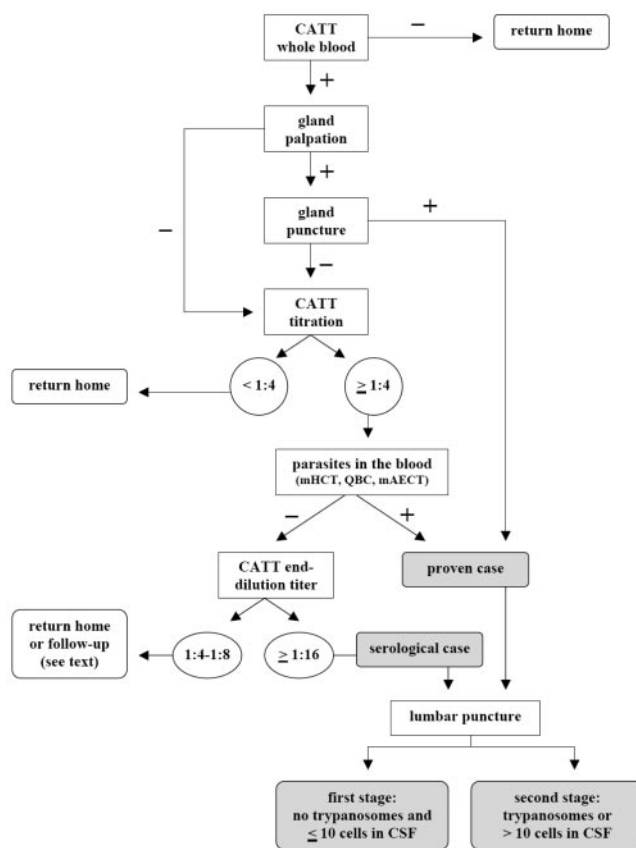 CATT
whole blood
−
return home
+
gland
palpation
+
−
gland
puncture
+
−
CATT
titration
return home
< 1:4
≥ 1:4
parasites in the blood
(mHCT, QBC, mAECT)
−
+
CATT end-
dilution titer
proven case
return home
or follow-up
(see text)
1:4-1:8
≥ 1:16
serological case
lumbar puncture
first stage:
no trypanosomes and
≤ 10 cells in CSF
second stage:
trypanosomes or
> 10 cells in CSF